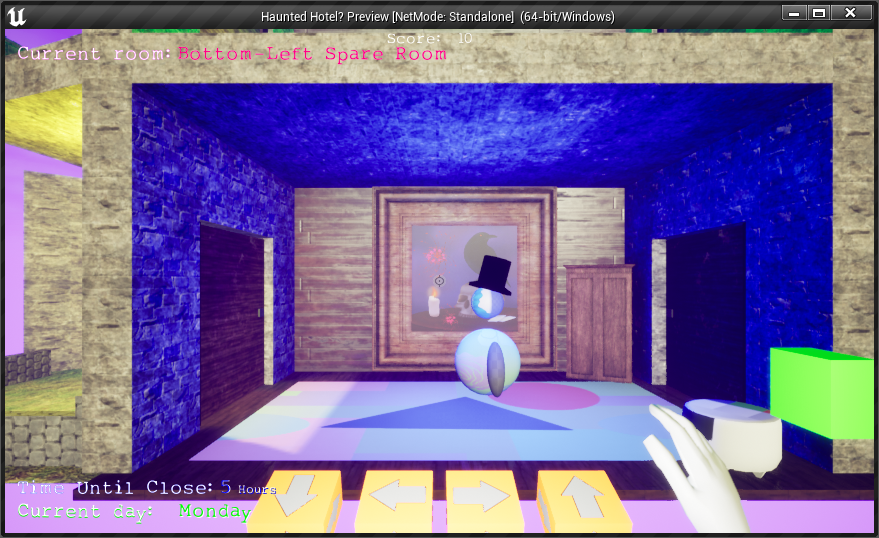 Haunted Hotel? Preview [NetMode: Standalone] (64-bit/Windows)
Score: 10
Current room: Bottom-Left Spare Room
Time Until Close: 5 Hours
Current day: Monday